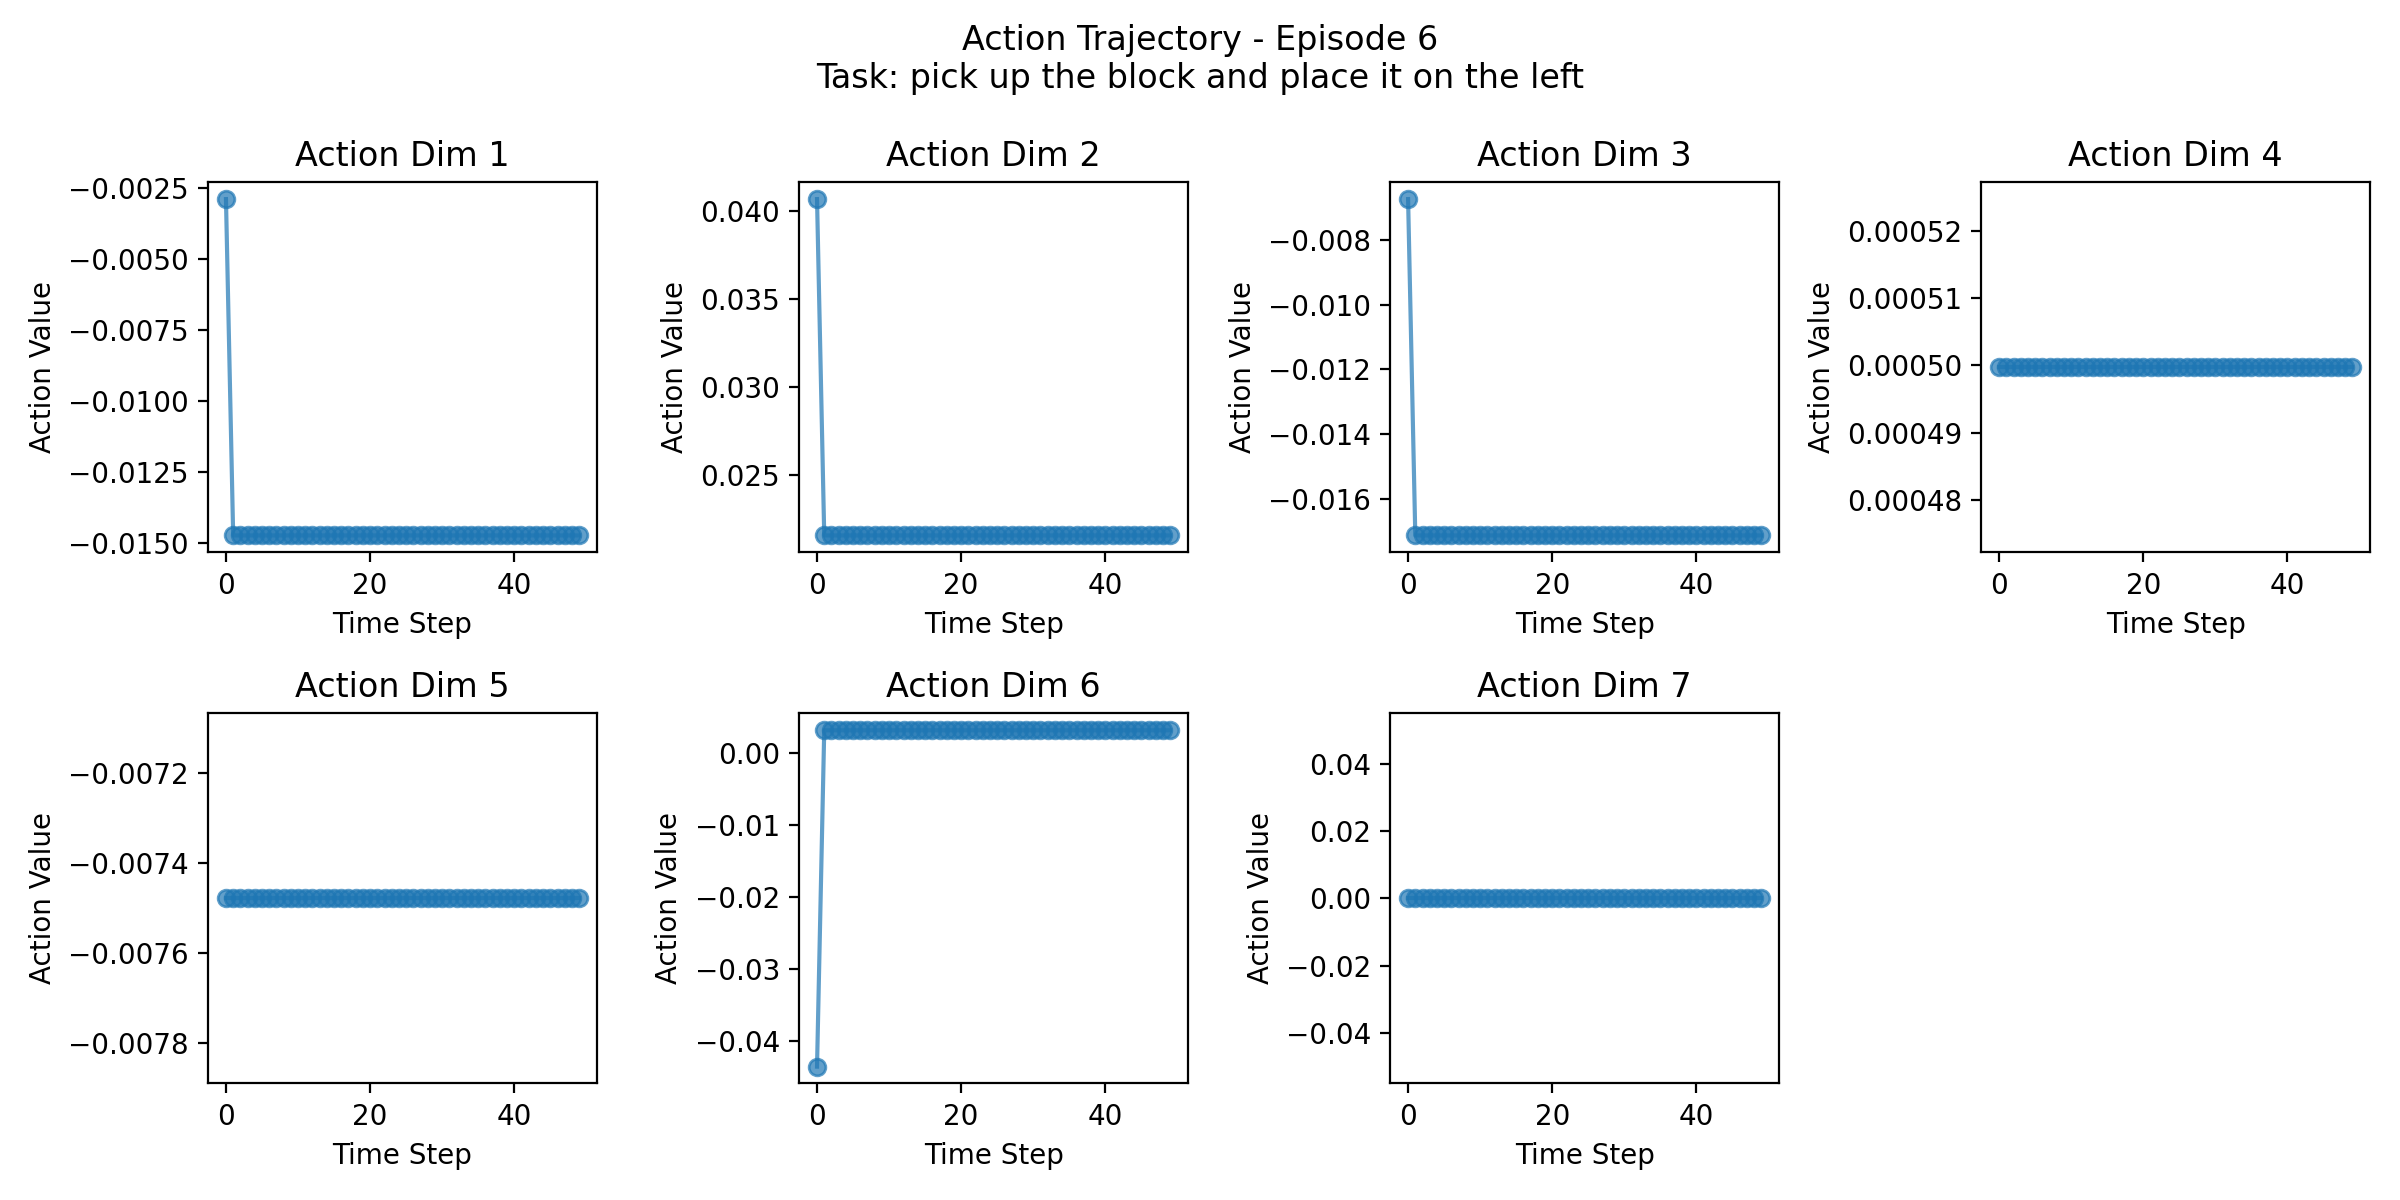 Action Trajectory - Episode 6
Task: pick up the block and place it on the left
Action Dim 1
Action Value
−0.0025
−0.0050
−0.0075
−0.0100
−0.0125
−0.0150
0 20 40
Time Step
Action Dim 2
Action Value
0.040
0.035
0.030
0.025
0 20 40
Time Step
Action Dim 3
Action Value
−0.008
−0.010
−0.012
−0.014
−0.016
0 20 40
Time Step
Action Dim 4
Action Value
0.00052
0.00051
0.00050
0.00049
0.00048
0 20 40
Time Step
Action Dim 5
Action Value
−0.0072
−0.0074
−0.0076
−0.0078
0 20 40
Time Step
Action Dim 6
Action Value
0.00
−0.01
−0.02
−0.03
−0.04
0 20 40
Time Step
Action Dim 7
Action Value
0.04
0.02
0.00
−0.02
−0.04
0 20 40
Time Step